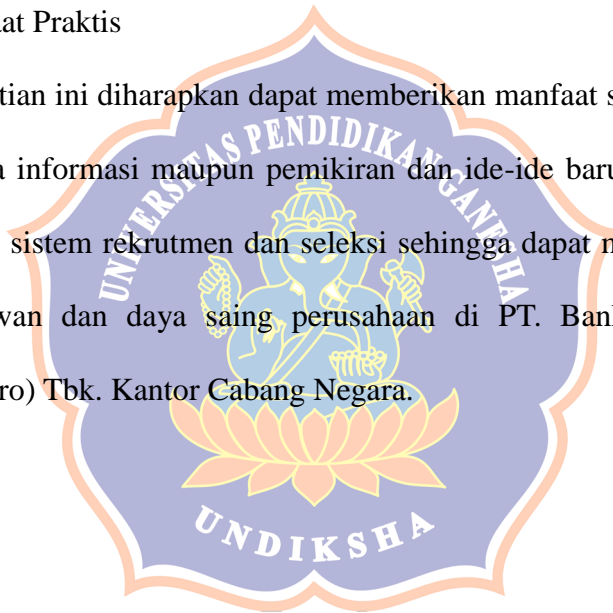 at Praktis
tian ini diharapkan dapat memberikan manfaat s
informasi maupun pemikiran dan ide-ide baru
sistem rekrutmen dan seleksi sehingga dapat
wan dan daya saing perusahaan di PT. Ban
ro) Tbk. Kantor Cabang Negara.
UNIVERSITAS PENDIDIKAN GANESHA
UNDIKSHA